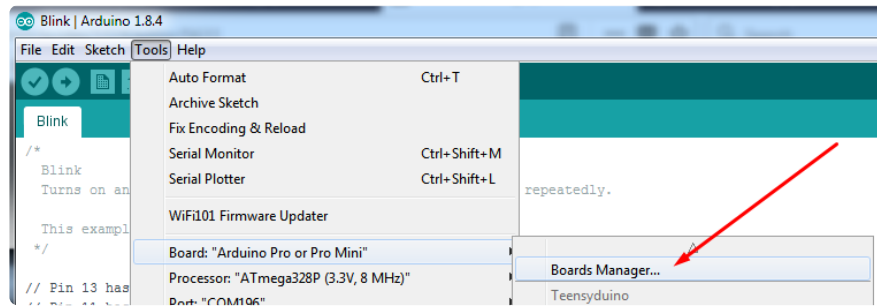 Blink | Arduino 1.8.4
File Edit Sketch Tools Help
Auto Format Ctrl+T
Archive Sketch
Blink
Fix Encoding & Reload
/*
Serial Monitor Ctrl+Shift+M
Blink
Serial Plotter Ctrl+Shift+L
Turns on an repeatedly.
WiFi101 Firmware Updater
This exampl
*/
Board: "Arduino Pro or Pro Mini"
Boards Manager...
Processor: "ATmega328P (3.3V, 8 MHz)"
// Pin 13 has
Teensyduino
Port: "COM196"
// Pin 11 has